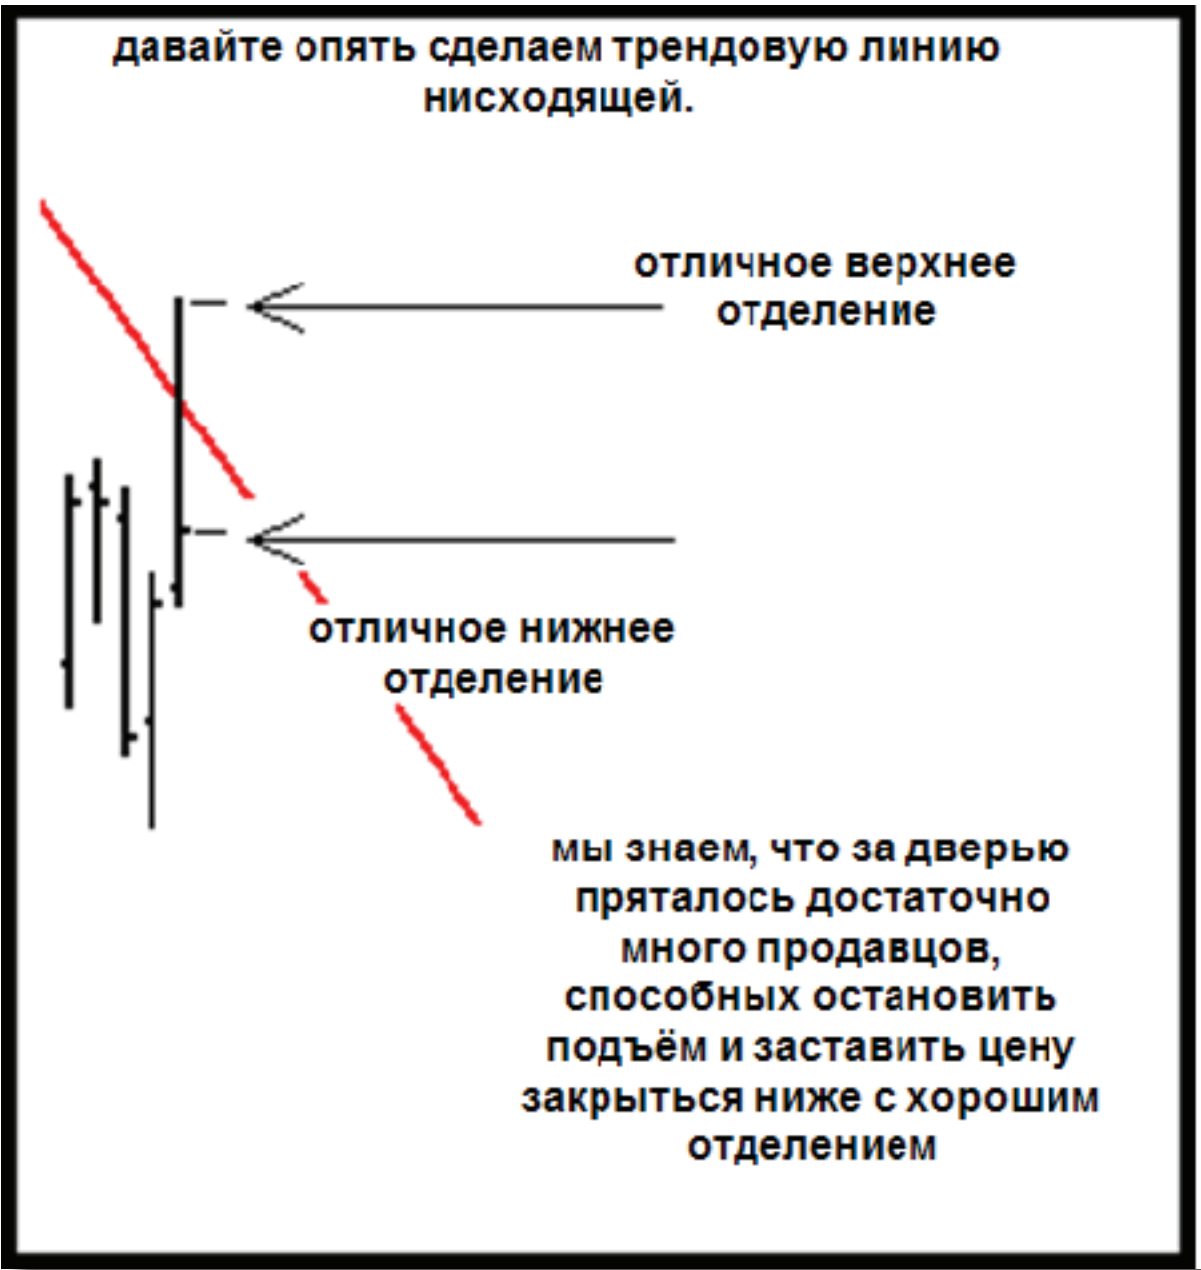 давайте опять сделаем трендовую линию
нисходящей.
отличное верхнее
отделение
отличное нижнее
отделение
мы знаем, что за дверью
пряталось достаточно
много продавцов,
способных остановить
подъём и заставить цену
закрыться ниже с хорошим
отделением